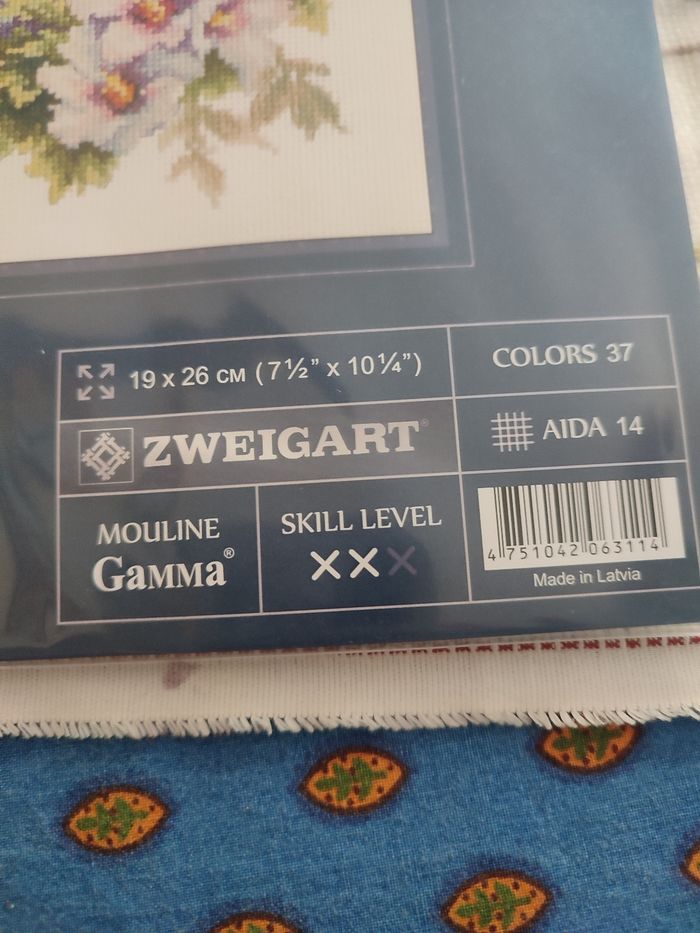 19 x 26 CM (7½” x 10¼”)
COLORS 37
ZWEIGART®
AIDA 14
MOULINE
Gamma®
SKILL LEVEL
XXX
4 751042 063114
Made in Latvia